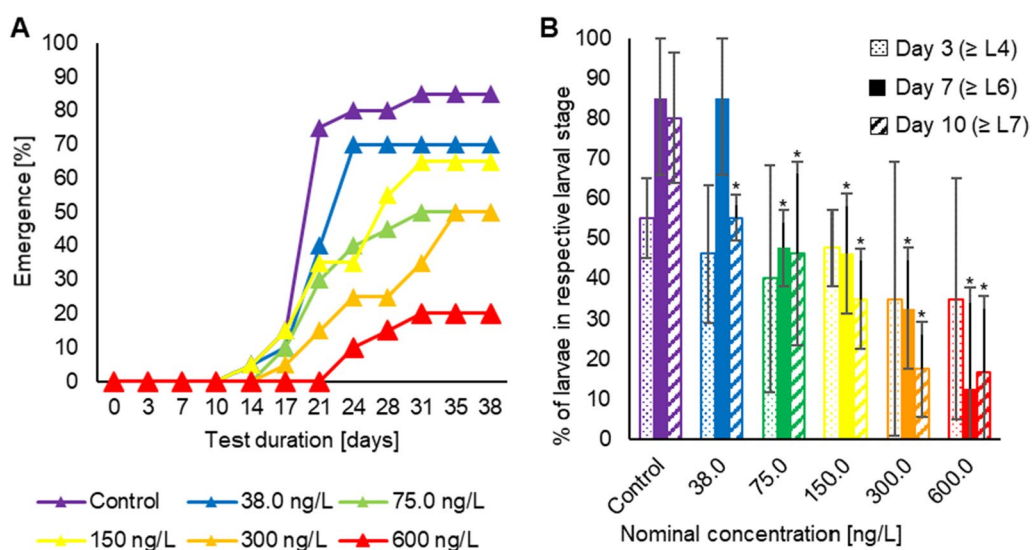 A
100
90
80
70
60
50
40
30
20
10
0
Emergence [%]
0 3 7 10 14 17 21 24 28 31 35 38
Test duration [days]
Control 38.0 ng/L 75.0 ng/L
150 ng/L 300 ng/L 600 ng/L
B
% of larvae in respective larval stage
100
90
80
70
60
50
40
30
20
10
0
Day 3 (≥ L4)
Day 7 (≥ L6)
Day 10 (≥ L7)
* * * * * * * * *
Control 38.0 75.0 150.0 300.0 600.0
Nominal concentration [ng/L]